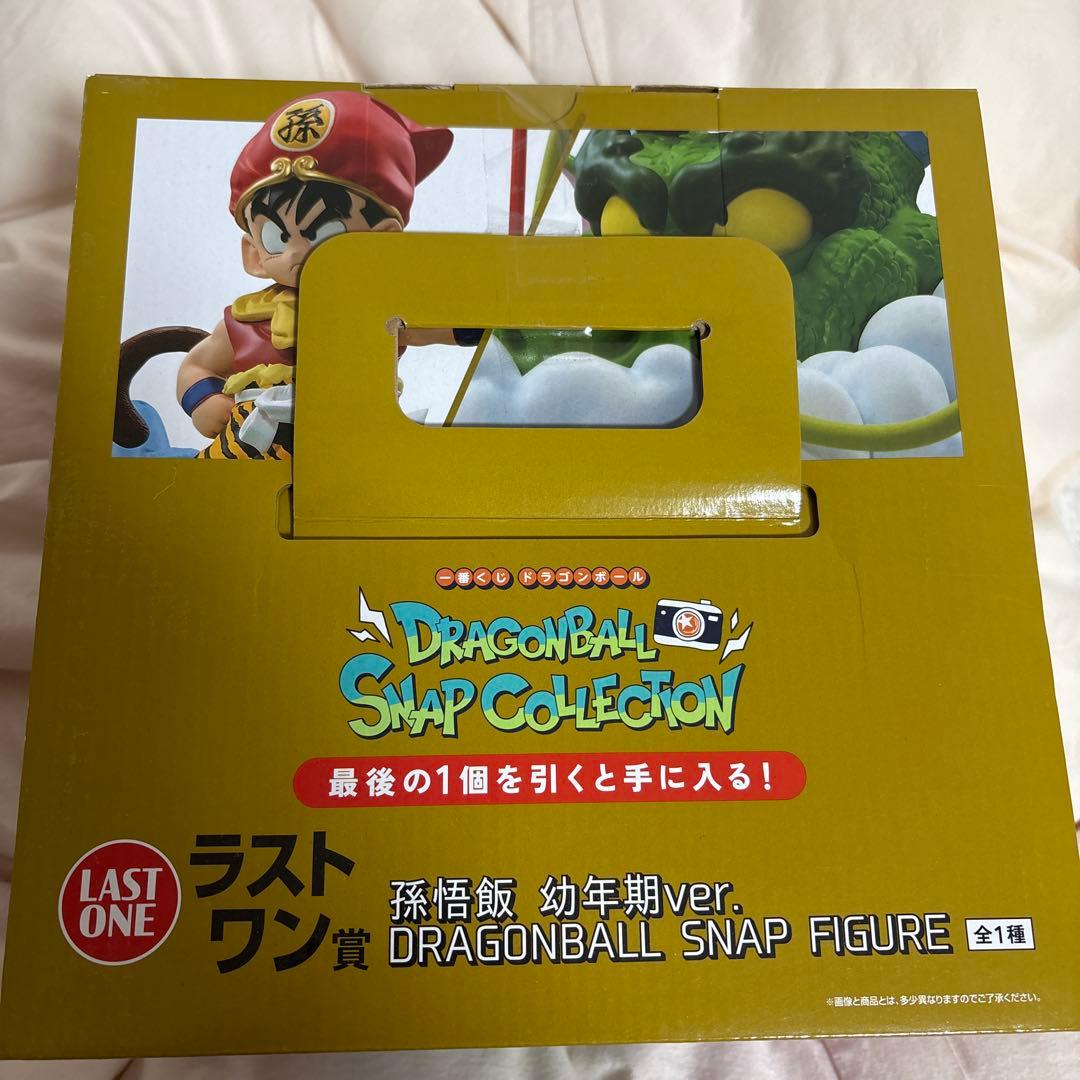 孫
一番くじ ドラゴンボール
DRAGONBALL
SNAP COLLECTION
最後の1個を引くと手に入る!
LAST
ONE
ラスト
ワン賞
孫悟飯 幼年期ver.
DRAGONBALL SNAP FIGURE 全1種
※画像と商品とは、多少異なりますのでご了承ください。